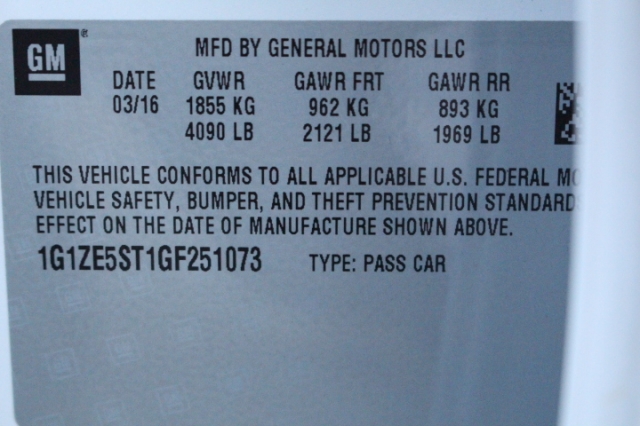 GM®
MFD BY GENERAL MOTORS LLC
DATE GVWR GAWR FRT GAWR RR
03/16 1855 KG 962 KG 893 KG
4090 LB 2121 LB 1969 LB
THIS VEHICLE CONFORMS TO ALL APPLICABLE U.S. FEDERAL
VEHICLE SAFETY, BUMPER, AND THEFT PREVENTION STANDARD
EFFECT ON THE DATE OF MANUFACTURE SHOWN ABOVE.
1G1ZE5ST1GF251073 TYPE: PASS CAR